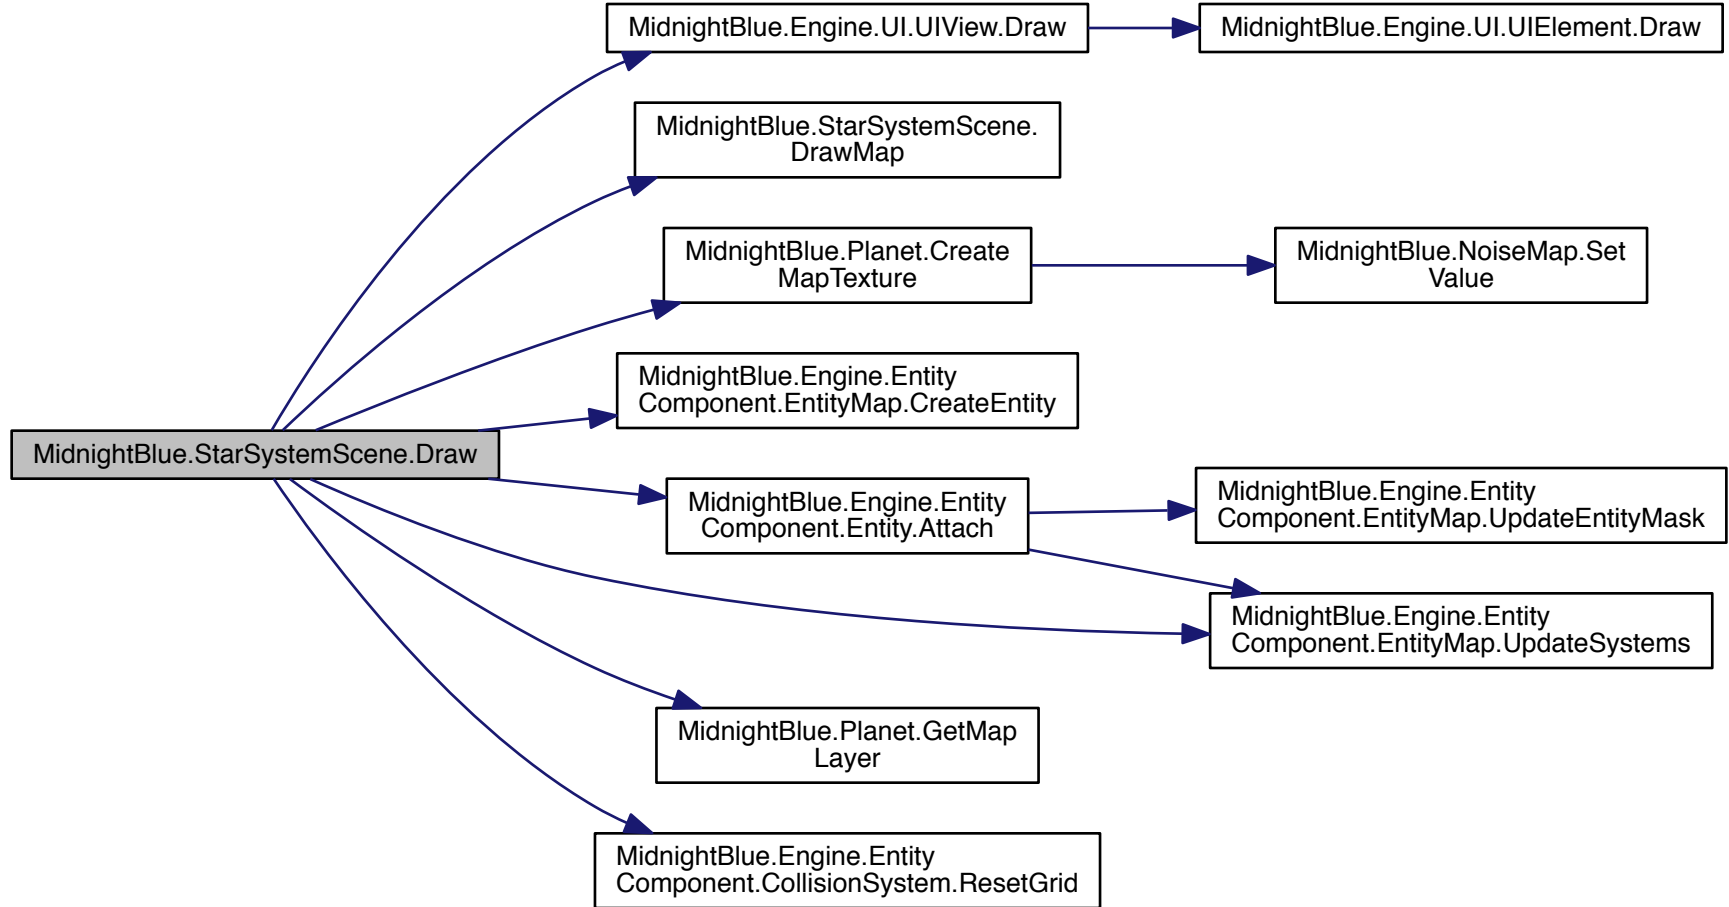 MidnightBlue.Engine.UI.UIView.Draw
MidnightBlue.Engine.UI.UIElement.Draw
MidnightBlue.StarSystemScene.
DrawMap
MidnightBlue.Planet.Create
MapTexture
MidnightBlue.NoiseMap.Set
Value
MidnightBlue.Engine.Entity
Component.EntityMap.CreateEntity
MidnightBlue.StarSystemScene.Draw
MidnightBlue.Engine.Entity
Component.Entity.Attach
MidnightBlue.Engine.Entity
Component.EntityMap.UpdateEntityMask
MidnightBlue.Engine.Entity
Component.EntityMap.UpdateSystems
MidnightBlue.Planet.GetMap
Layer
MidnightBlue.Engine.Entity
Component.CollisionSystem.ResetGrid